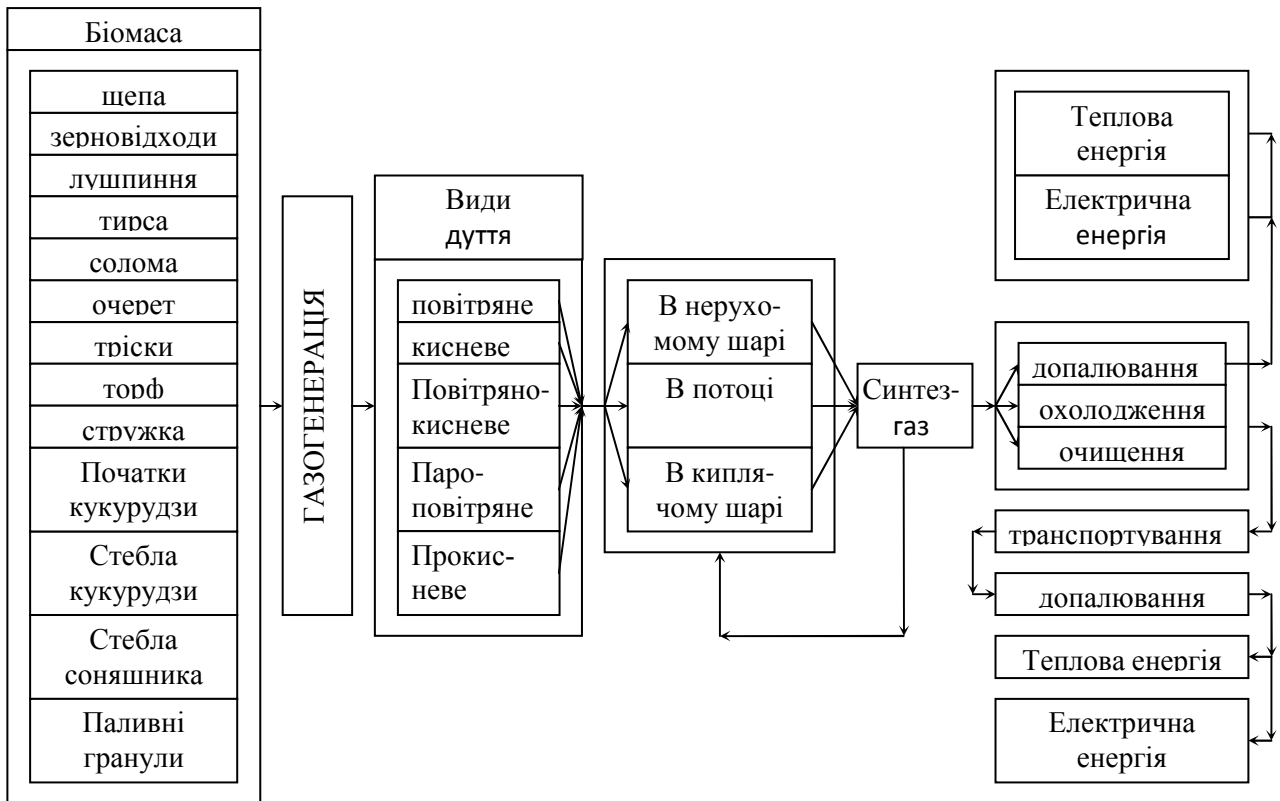 Біомаса
щепа
зерновідходи
лушпиння
тирса
солома
очерет
тріски
торф
стружка
Початки
кукурудзи
Стебла
кукурудзи
Стебла
соняшника
Паливні
гранули
ГАЗОГЕНЕРАЦІЯ
Види
дуття
повітряне
кисневе
Повітряно-
кисневе
Паро-
повітряне
Прокис-
неве
В нерухо-
мому шарі
В потоці
В кипля-
чому шарі
Синтез-
газ
Теплова
енергія
Електрична
енергія
допалювання
охолодження
очищення
транспортування
допалювання
Теплова енергія
Електрична
енергія